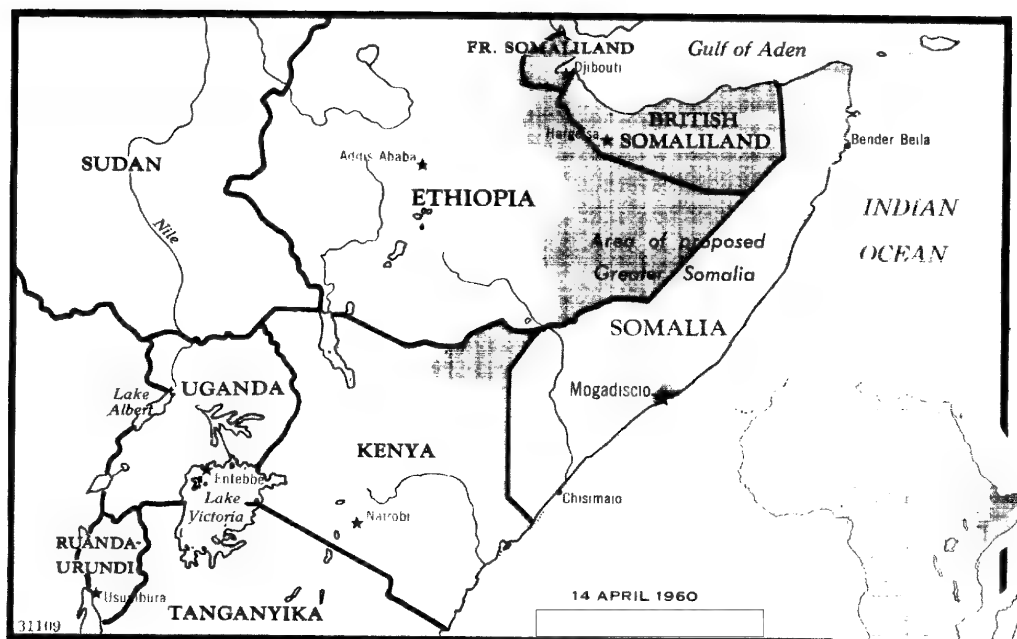 FR. SOMALILAND
Gulf of Aden
Djibouti
BRITISH
SOMALILAND
Hargeisa
Bender Beila
SUDAN
Addis Ababa
ETHIOPIA
Nile
INDIAN
OCEAN
Area of proposed
Greater Somalia
SOMALIA
Lake
Albert
UGANDA
Mogadiscio
KENYA
Entebbe
Lake
Victoria
Nairobi
Chisimaio
RUANDA-
URUNDI
Usumbura
TANGANYIKA
14 APRIL 1960
31109